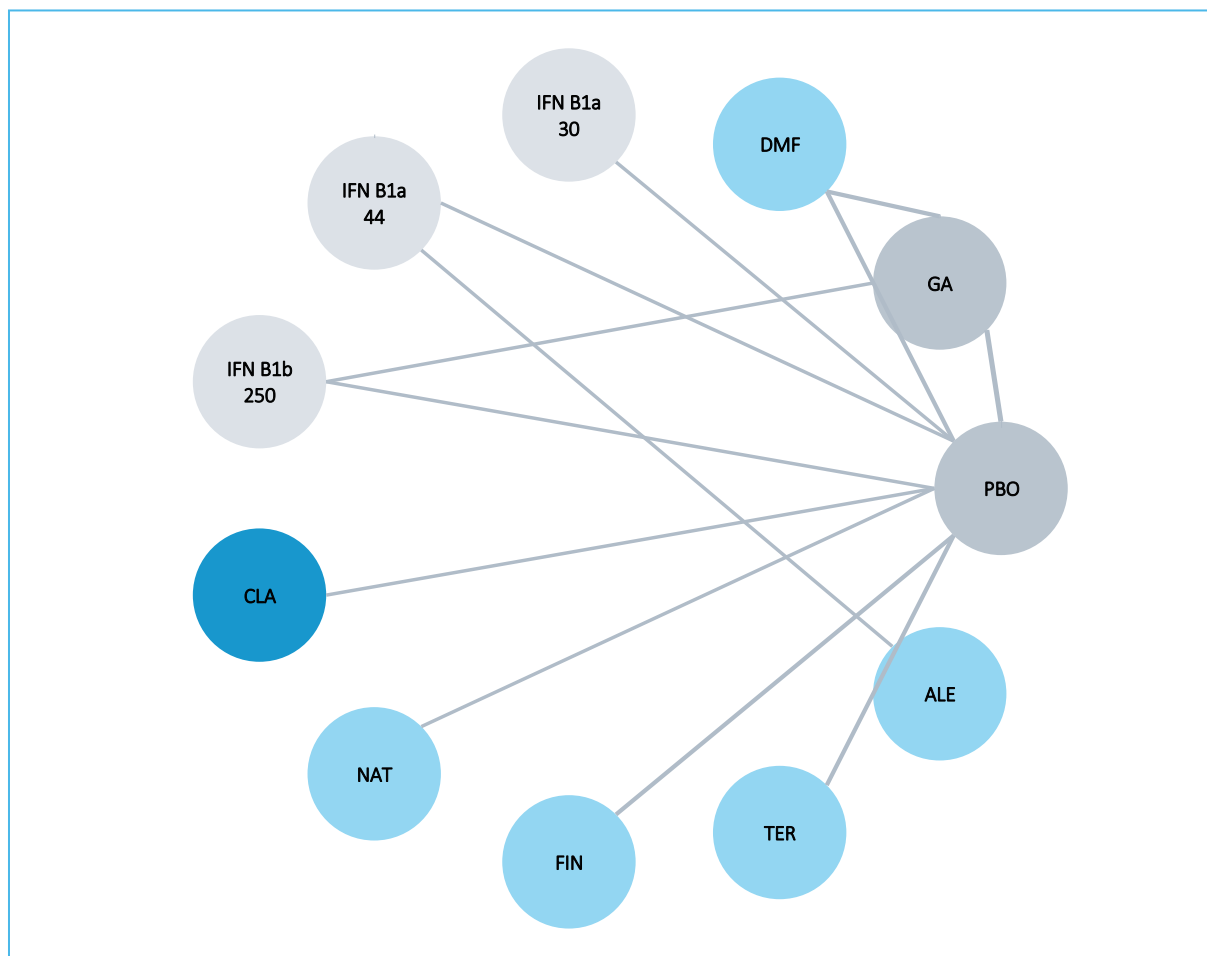 IFN B1a
30
DMF
IFN B1a
44
GA
IFN B1b
250
PBO
CLA
ALE
NAT
TER
FIN